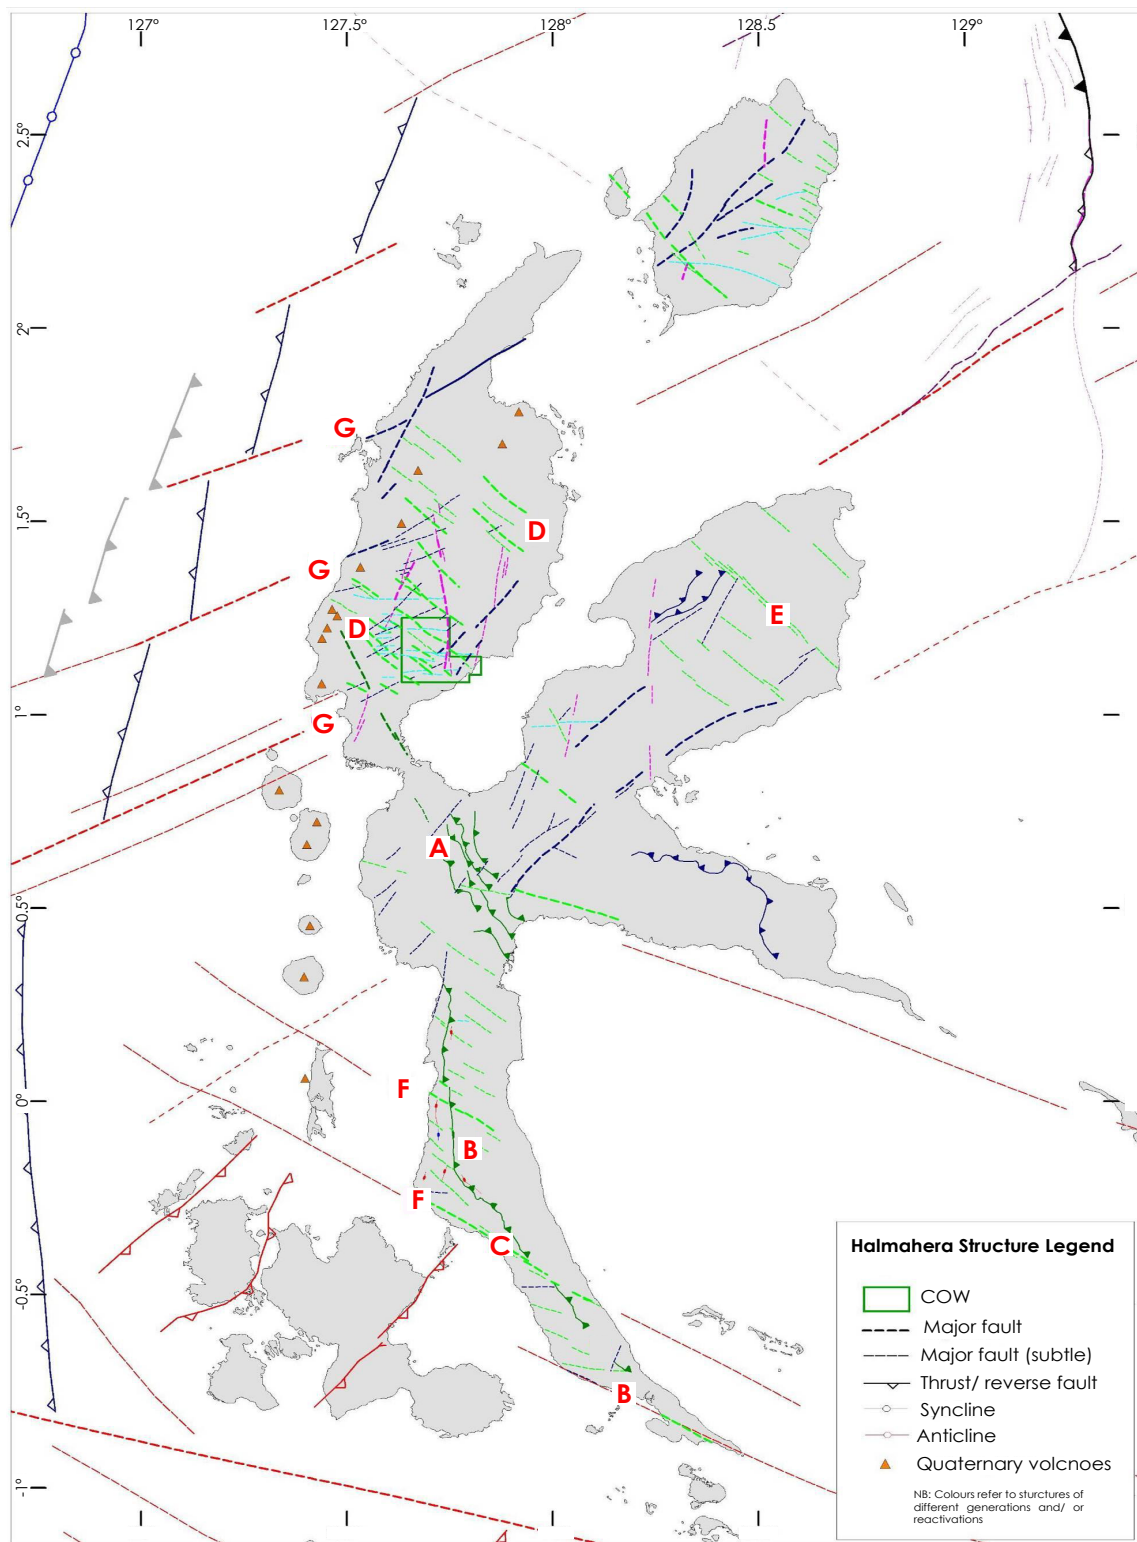 127° 127.5° 128° 128.5° 129°
2.5°
2°
G
1.5°
D
G
E
D
1°
G
A
0.5°
0°
F
B
F
C
Halmahera Structure Legend
-0.5°
COW
Major fault
Major fault (subtle)
Thrust/ reverse fault
B
Syncline
Anticline
Quaternary volcnoes
-1°
NB: Colours refer to sturctures of
different generations and/ or
reactivations